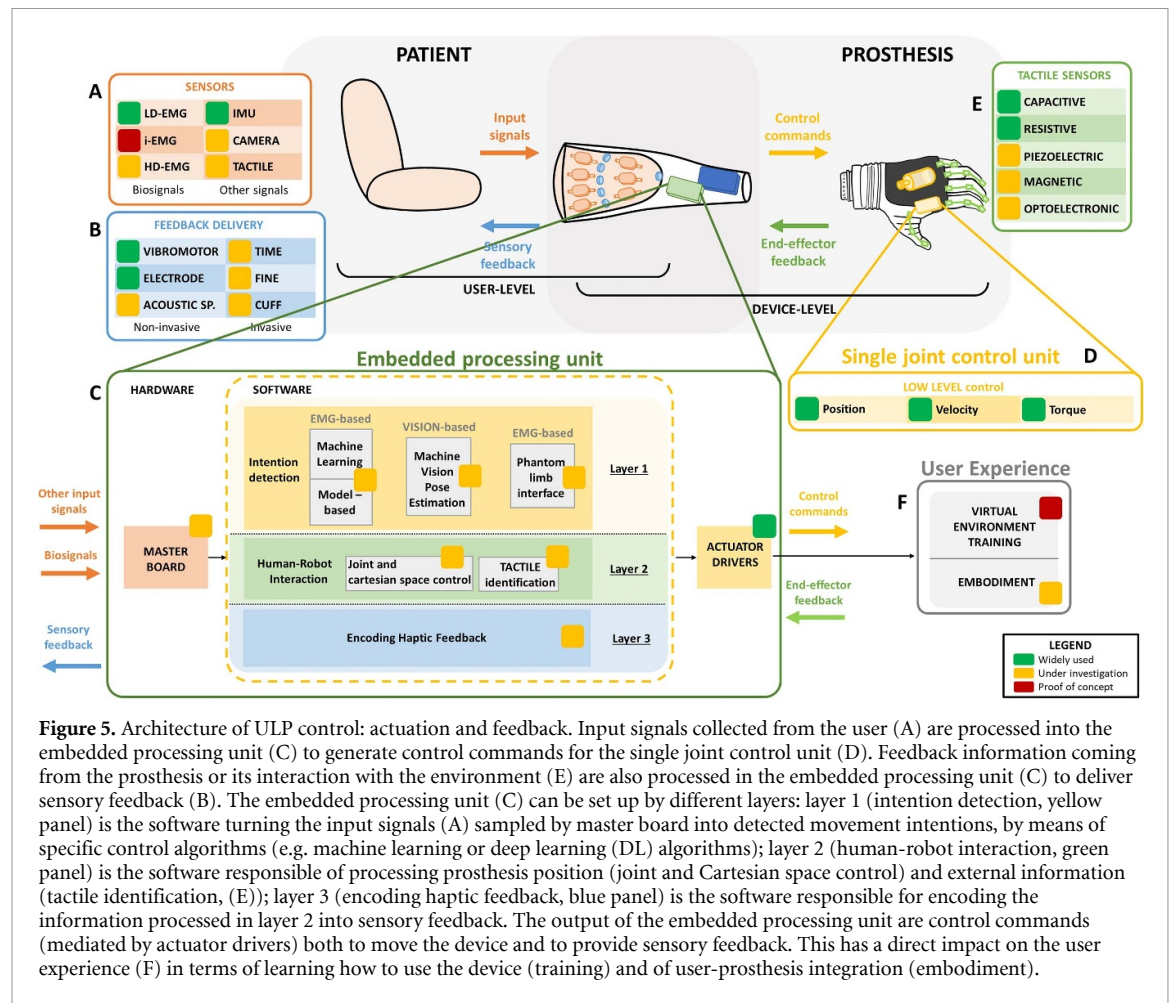 PATIENT
PROSTHESIS
A
SENSORS
LD-EMG
IMU
i-EMG
CAMERA
HD-EMG
TACTILE
Biosignals
Other signals
B
FEEDBACK DELIVERY
VIBROMOTOR
TIME
ELECTRODE
FINE
ACOUSTIC SP.
CUFF
Non-invasive
Invasive
Input
signals
Sensory
feedback
Control
commands
End-effector
feedback
USER-LEVEL
DEVICE-LEVEL
E
TACTILE SENSORS
CAPACITIVE
RESISTIVE
PIEZOELECTRIC
MAGNETIC
OPTOELECTRONIC
Single joint control unit
D
LOW LEVEL control
Position
Velocity
Torque
Embedded processing unit
C
HARDWARE
SOFTWARE
Intention
detection
EMG-based
Machine
Learning
Model –
based
VISION-based
Machine
Vision
Pose
Estimation
EMG-based
Phantom
limb
interface
Layer 1
Human-Robot
Interaction
Joint and
cartesian space control
TACTILE
identification
Layer 2
Encoding Haptic Feedback
Layer 3
Other input
signals
Biosignals
Sensory
feedback
MASTER
BOARD
ACTUATOR
DRIVERS
Control
commands
End-effector
feedback
User Experience
F
VIRTUAL
ENVIRONMENT
TRAINING
EMBODIMENT
LEGEND
Widely used
Under investigation
Proof of concept
Figure 5. Architecture of ULP control: actuation and feedback. Input signals collected from the user (A) are processed into the
embedded processing unit (C) to generate control commands for the single joint control unit (D). Feedback information coming
from the prosthesis or its interaction with the environment (E) are also processed in the embedded processing unit (C) to deliver
sensory feedback (B). The embedded processing unit (C) can be set up by different layers: layer 1 (intention detection, yellow
panel) is the software turning the input signals (A) sampled by master board into detected movement intentions, by means of
specific control algorithms (e.g. machine learning or deep learning (DL) algorithms); layer 2 (human-robot interaction, green
panel) is the software responsible of processing prosthesis position (joint and Cartesian space control) and external information
(tactile identification, (E)); layer 3 (encoding haptic feedback, blue panel) is the software responsible for encoding the
information processed in layer 2 into sensory feedback. The output of the embedded processing unit are control commands
(mediated by actuator drivers) both to move the device and to provide sensory feedback. This has a direct impact on the user
experience (F) in terms of learning how to use the device (training) and of user-prosthesis integration (embodiment).